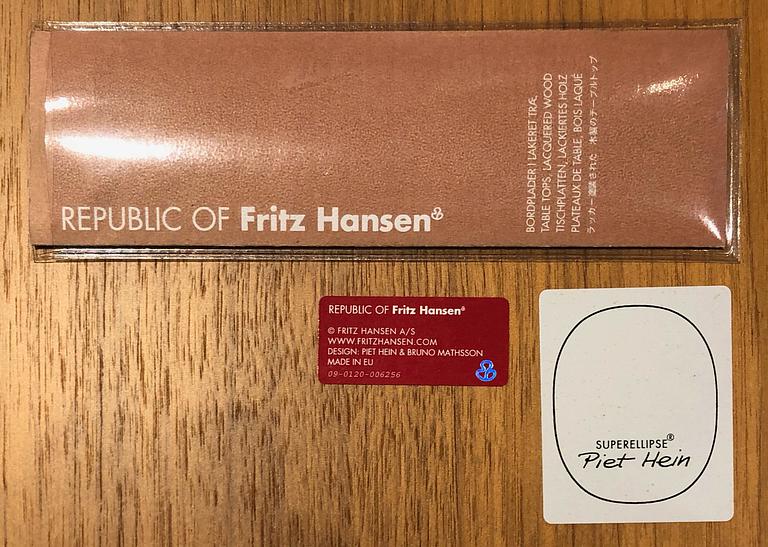 REPUBLIC OF Fritz Hansen
BORDPLADER I LAKERET TRÆ,
TABLE TOPS, LACQUERED WOOD
TISCHPLATTEN, LACKIERTES HOLZ
PLATEAUX DE TABLE, BOIS LAQUÉ
ラッカー塗装された 木製のテーブルトップ
REPUBLIC OF Fritz Hansen®
© FRITZ HANSEN A/S
WWW.FRITZHANSEN.COM
DESIGN: PIET HEIN & BRUNO MATHSSON
MADE IN EU
09-0120-006256
SUPERELLIPSE®
Piet Hein